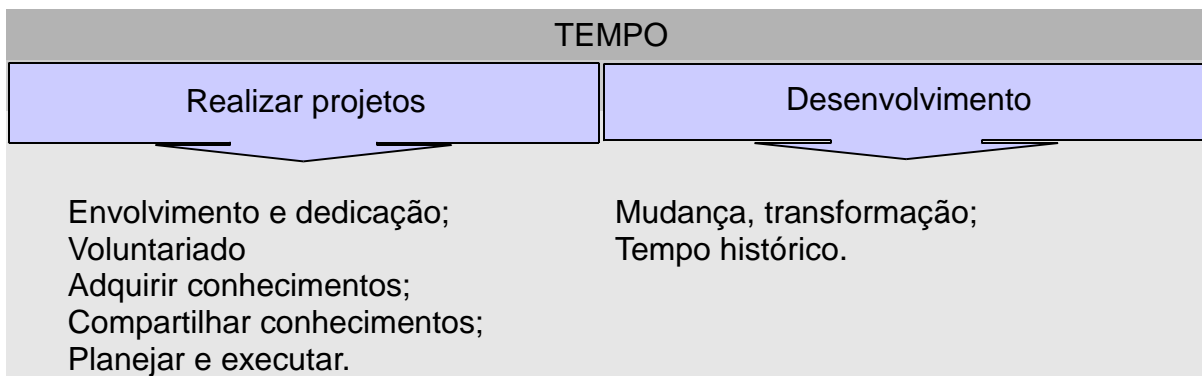 TEMPO
Realizar projetos
Desenvolvimento
Envolvimento e dedicação;
Voluntariado
Adquirir conhecimentos;
Compartilhar conhecimentos;
Planejar e executar.
Mudança, transformação;
Tempo histórico.